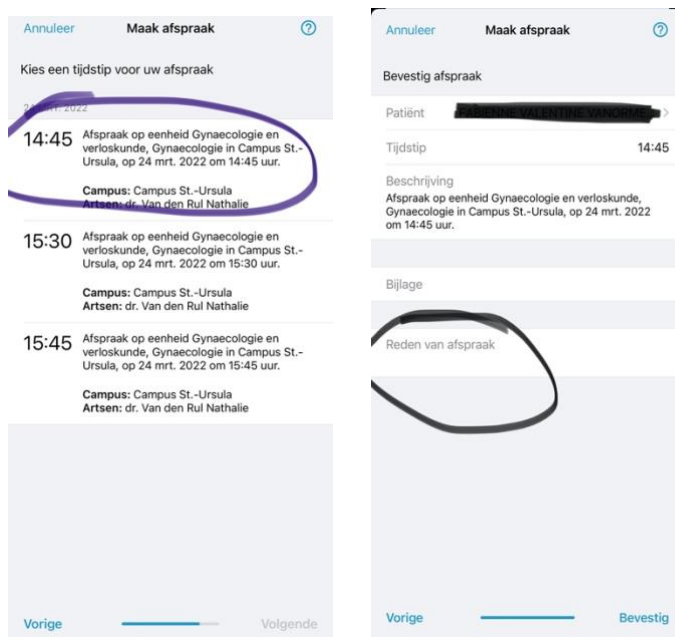 Annuleer Maak afspraak ?
Kies een tijdstip voor uw afspraak
24 MRT. 2022
14:45 Afspraak op eenheid Gynaecologie en
verloskunde, Gynaecologie in Campus St.-
Ursula, op 24 mrt. 2022 om 14:45 uur.
Campus: Campus St.-Ursula
Artsen: dr. Van den Rul Nathalie
15:30 Afspraak op eenheid Gynaecologie en
verloskunde, Gynaecologie in Campus St.-
Ursula, op 24 mrt. 2022 om 15:30 uur.
Campus: Campus St.-Ursula
Artsen: dr. Van den Rul Nathalie
15:45 Afspraak op eenheid Gynaecologie en
verloskunde, Gynaecologie in Campus St.-
Ursula, op 24 mrt. 2022 om 15:45 uur.
Campus: Campus St.-Ursula
Artsen: dr. Van den Rul Nathalie
Vorige Volgende
Annuleer Maak afspraak ?
Bevestig afspraak
Patiënt
Tijdstip 14:45
Beschrijving
Afspraak op eenheid Gynaecologie en verloskunde,
Gynaecologie in Campus St.-Ursula, op 24 mrt. 2022
om 14:45 uur.
Bijlage
Reden van afspraak
Vorige Bevestig